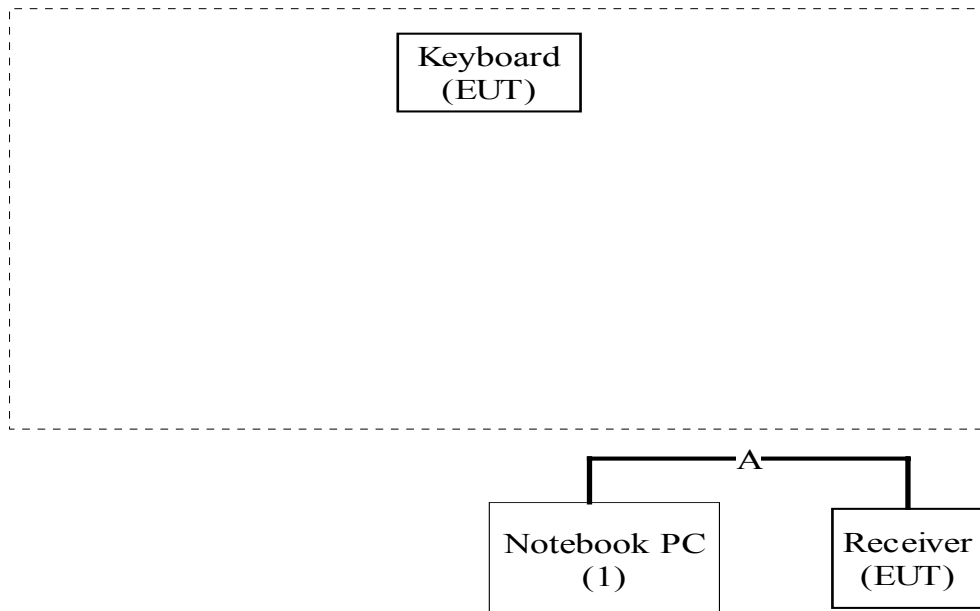 Keyboard
(EUT)
A
Notebook PC
(1)
Receiver
(EUT)